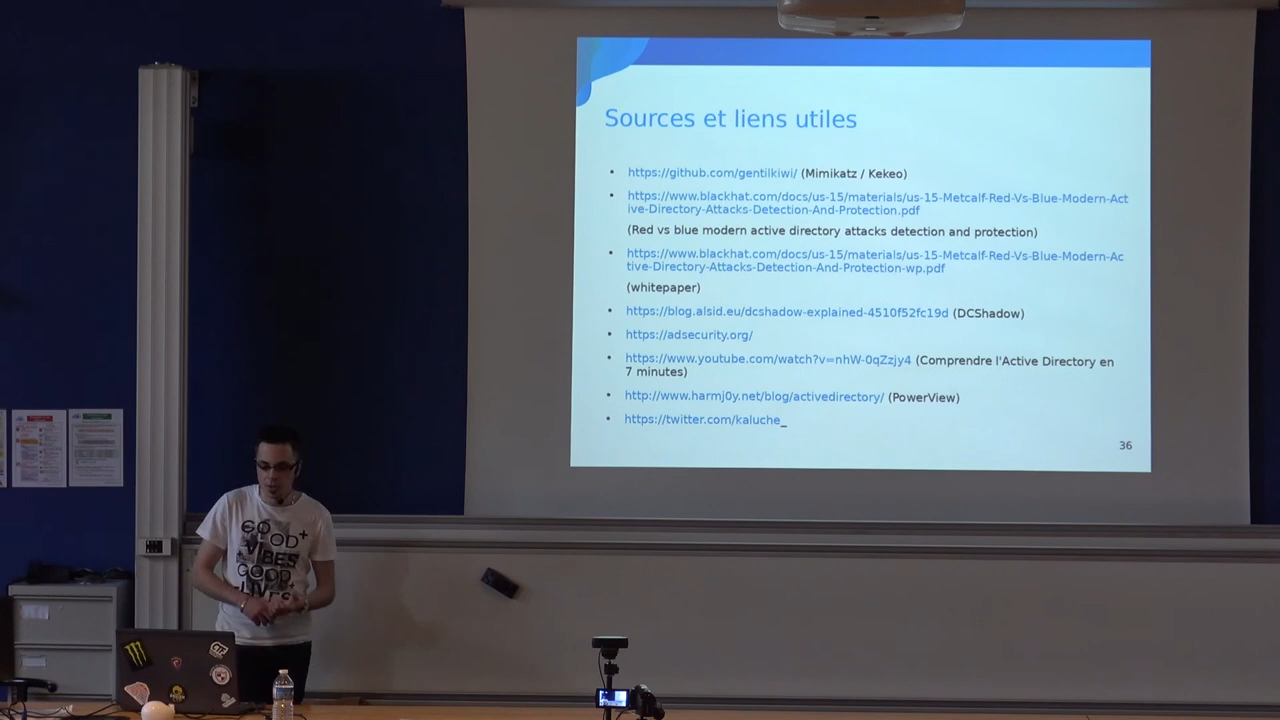 Sources et liens utiles
• https://github.com/gentilkiwi/ (Mimikatz / Kekeo)
• https://www.blackhat.com/docs/us-15/materials/us-15-Metcalf-Red-Vs-Blue-Modern-Act
ive-Directory-Attacks-Detection-And-Protection.pdf
(Red vs blue modern active directory attacks detection and protection)
• https://www.blackhat.com/docs/us-15/materials/us-15-Metcalf-Red-Vs-Blue-Modern-Ac
tive-Directory-Attacks-Detection-And-Protection-wp.pdf
(whitepaper)
• https://blog.alsid.eu/dcshadow-explained-4510f52fc19d (DCShadow)
• https://adsecurity.org/
• https://www.youtube.com/watch?v=nhW-0qZzjy4 (Comprendre l'Active Directory en
7 minutes)
• http://www.harmj0y.net/blog/activedirectory/ (PowerView)
• https://twitter.com/kaluche_
36
GOOD+
VIBES
GOOD
-LIVES